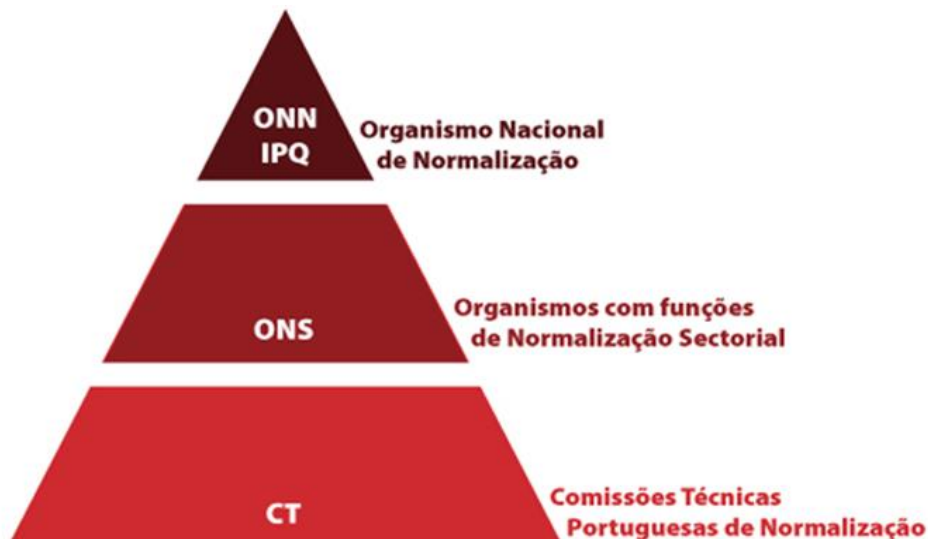 ONN
IPQ
Organismo Nacional
de Normalização
ONS
Organismos com funções
de Normalização Sectorial
CT
Comissões Técnicas
Portuguesas de Normalização